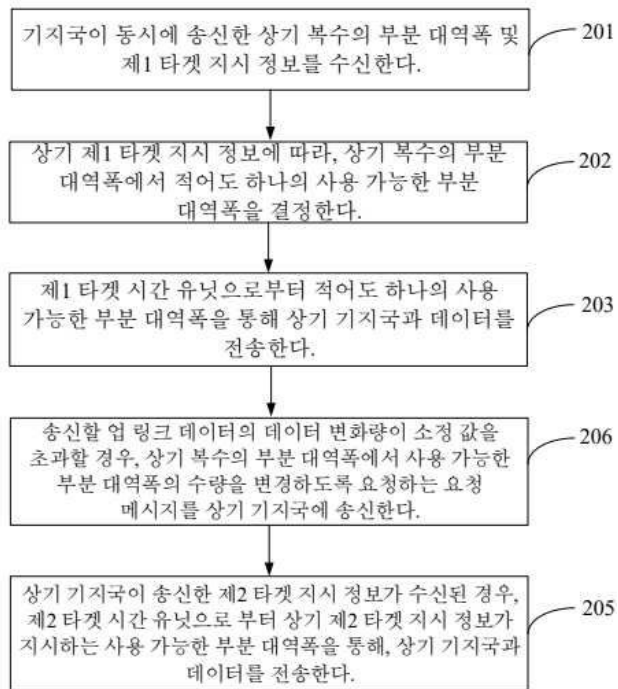 기지국이 동시에 송신한 상기 복수의 부분 대역폭 및
제1 타겟 지시 정보를 수신한다.
201
상기 제1 타겟 지시 정보에 따라, 상기 복수의 부분
대역폭에서 적어도 하나의 사용 가능한 부분
대역폭을 결정한다.
202
제1 타겟 시간 유닛으로부터 적어도 하나의 사용
가능한 부분 대역폭을 통해 상기 기지국과 데이터를
전송한다.
203
송신할 업 링크 데이터의 데이터 변화량이 소정 값을
초과할 경우, 상기 복수의 부분 대역폭에서 사용 가능한
부분 대역폭의 수량을 변경하도록 요청하는 요청
메시지를 상기 기지국에 송신한다.
206
상기 기지국이 송신한 제2 타겟 지시 정보가 수신된 경우,
제2 타겟 시간 유닛으로 부터 상기 제2 타겟 지시 정보가
지시하는 사용 가능한 부분 대역폭을 통해, 상기 기지국과
데이터를 전송한다.
205